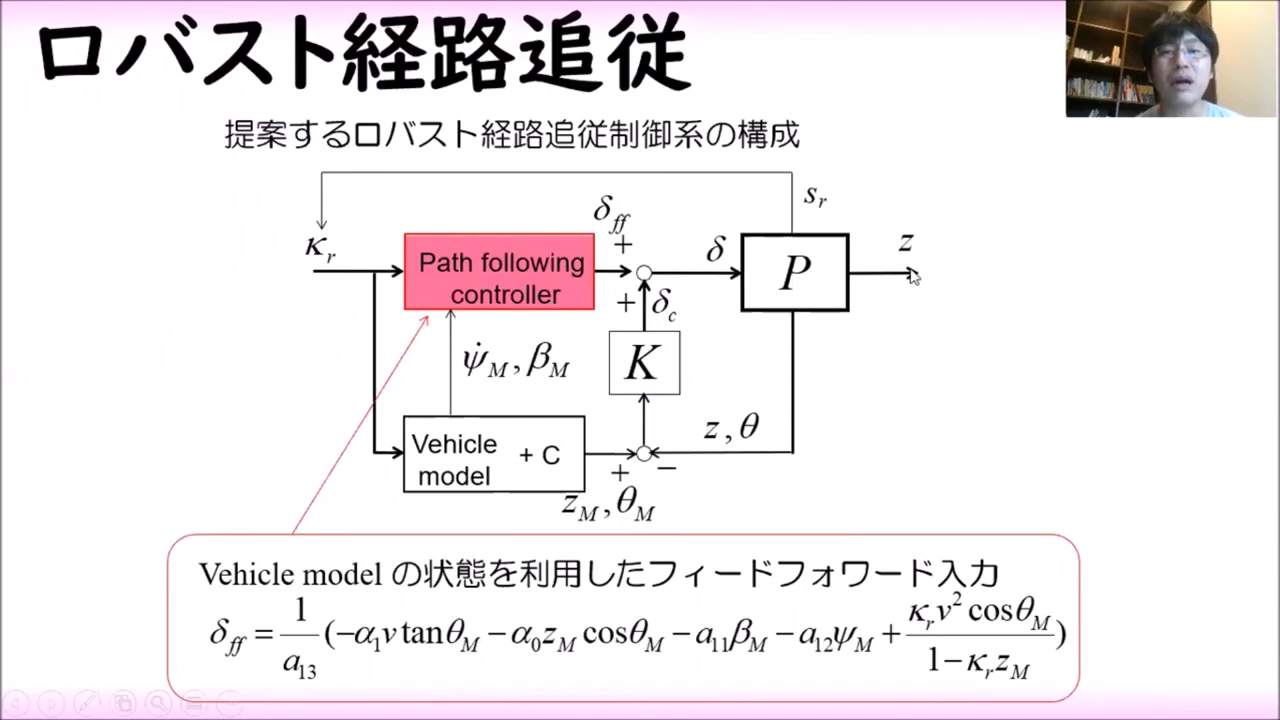 ロバスト経路追従
提案するロバスト経路追従制御系の構成
s_r
δ_ff
κ_r
+
δ
z
Path following
controller
P
+
δ_c
ψ̇_M, β_M
K
Vehicle
model
+ C
z, θ
+
−
z_M, θ_M
Vehicle model の状態を利用したフィードフォワード入力
δ_ff = 1/a_13 (−α_1 v tanθ_M − α_0 z_M cosθ_M − a_11 β_M − a_12 ψ_M + κ_r v^2 cosθ_M / (1−κ_r z_M))